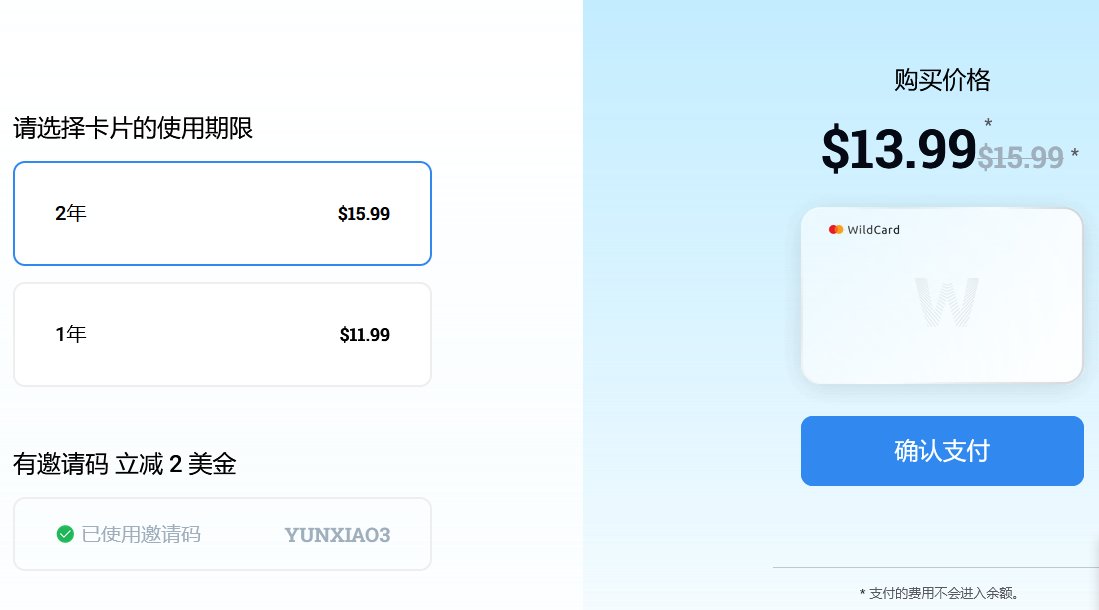 请选择卡片的使用期限
2年 $15.99
1年 $11.99
有邀请码 立减 2 美金
已使用邀请码 YUNXIAO3
购买价格
$13.99* $15.99 *
WildCard
W
确认支付
* 支付的费用不会进入余额。